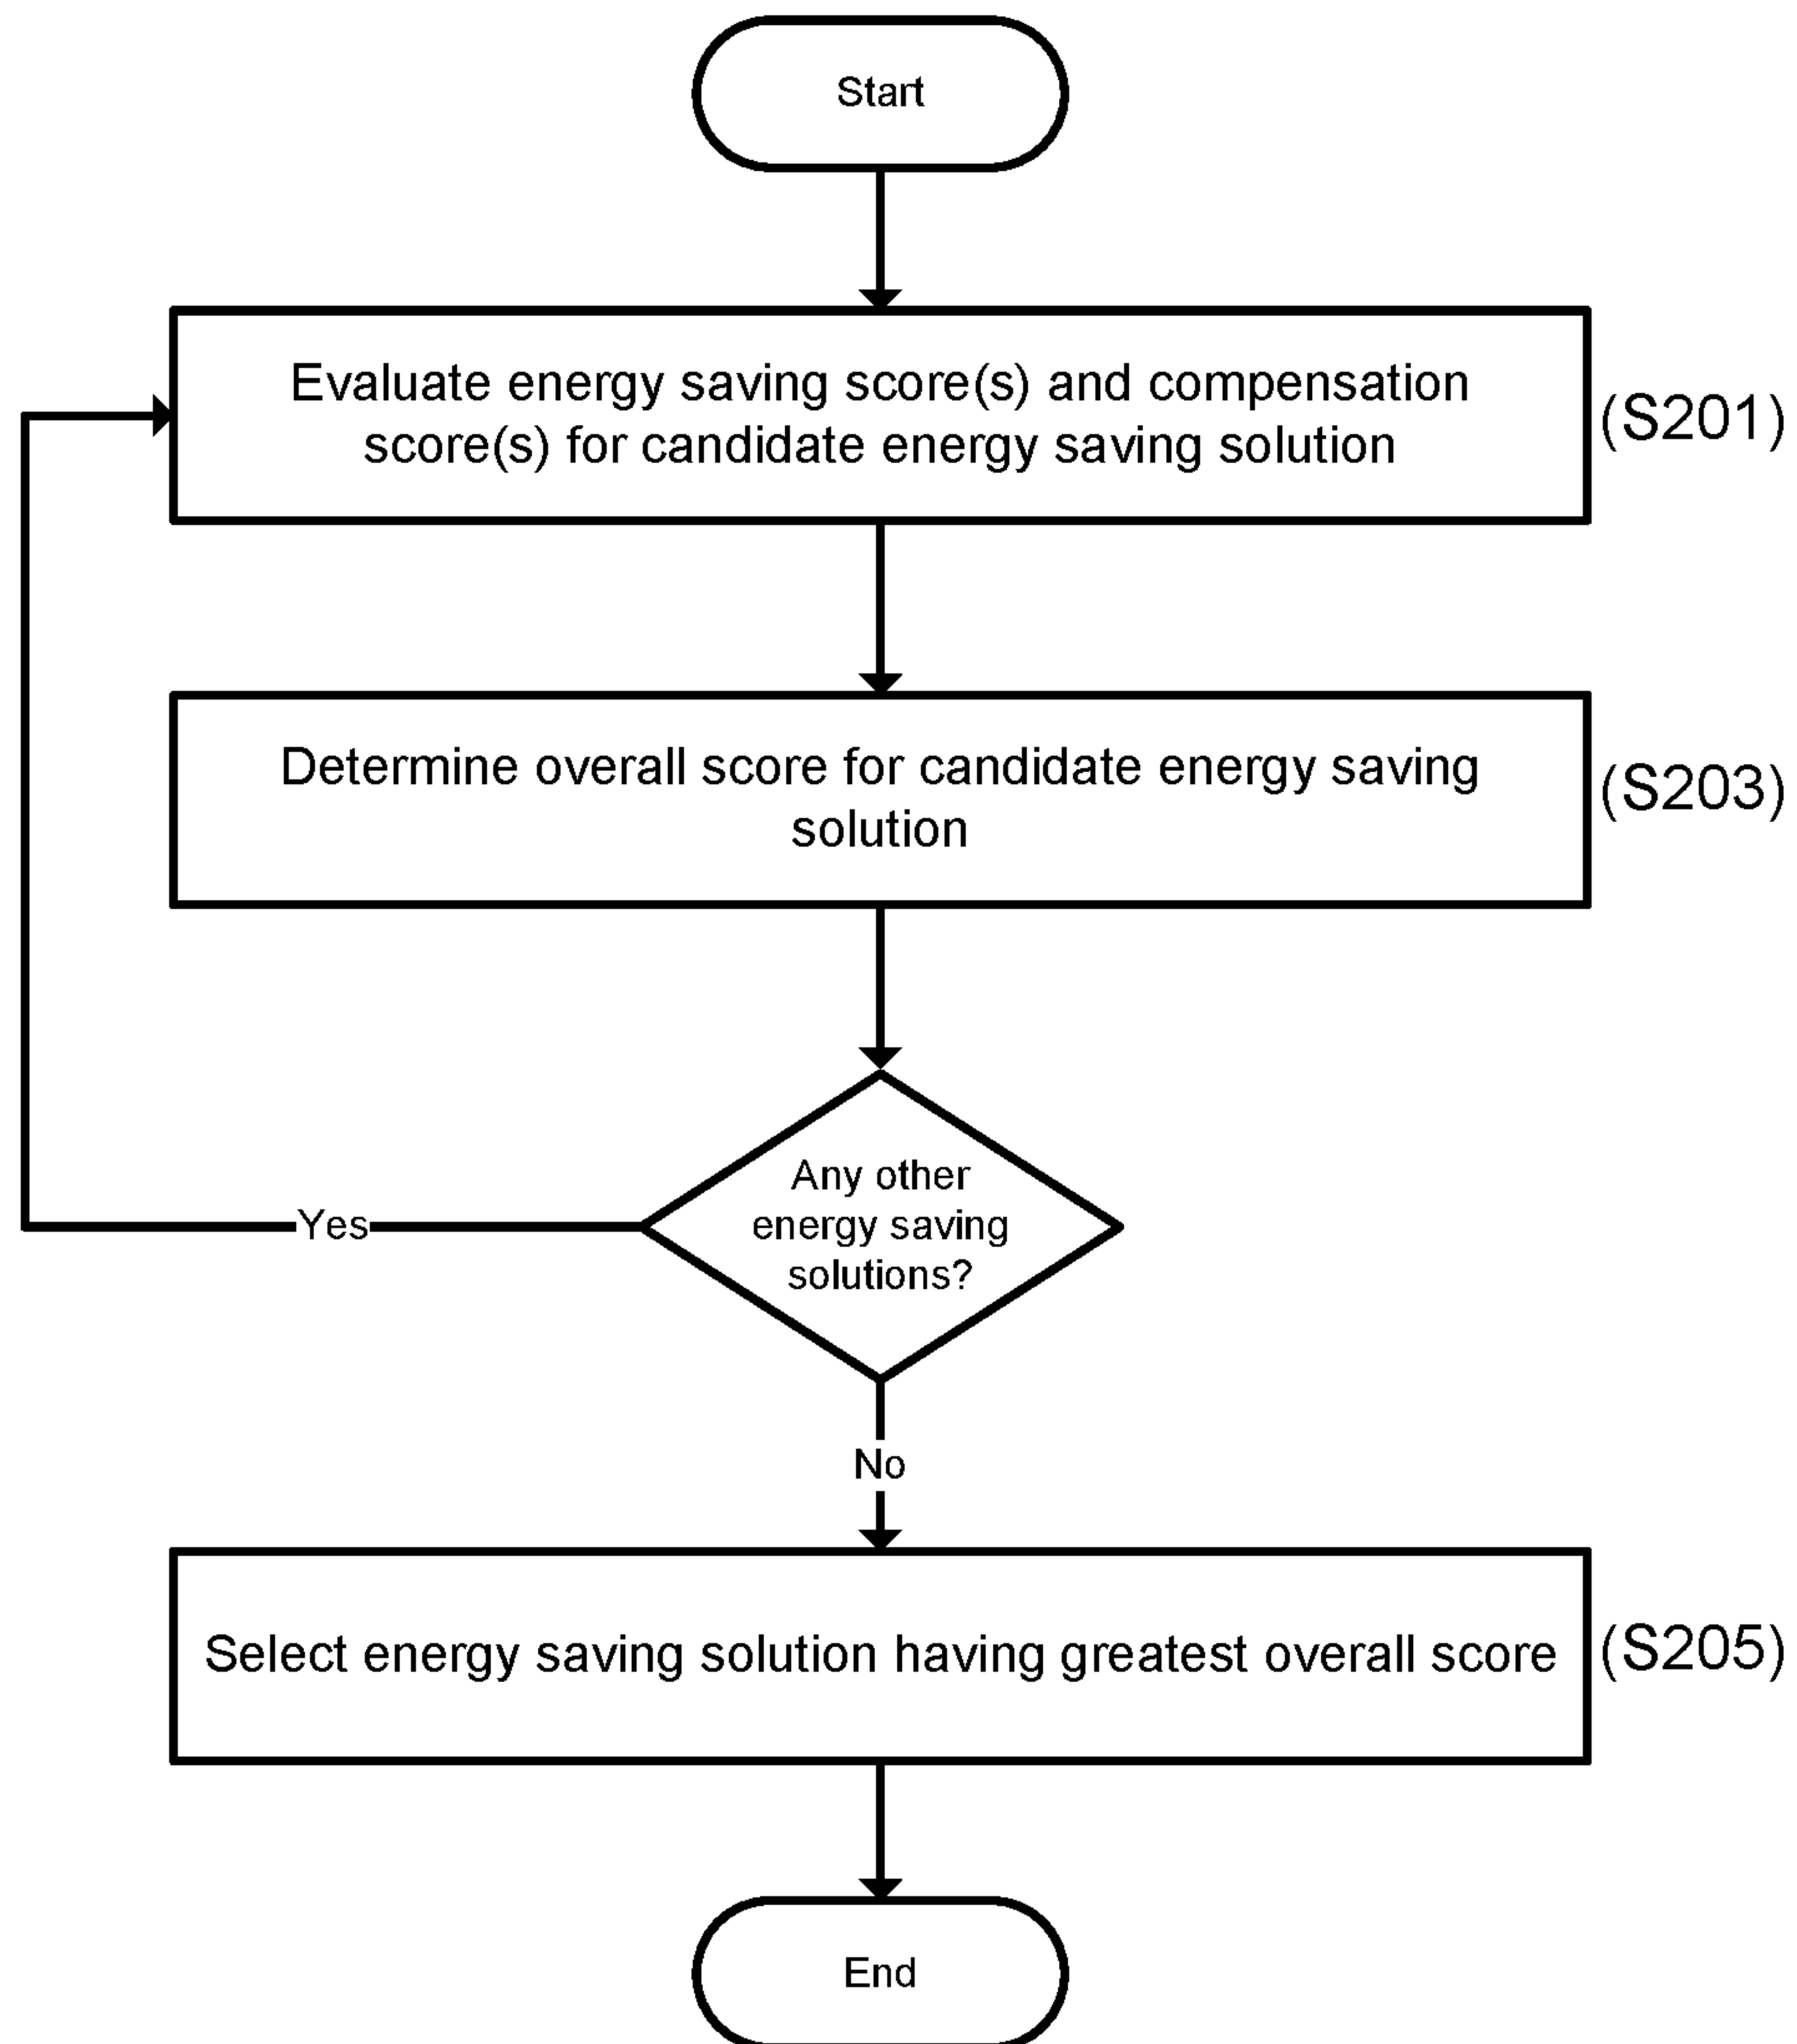 Start
Evaluate energy saving score(s) and compensation
score(s) for candidate energy saving solution
(S201)
Determine overall score for candidate energy saving
solution
(S203)
Any other
energy saving
solutions?
Yes
No
Select energy saving solution having greatest overall score
(S205)
End